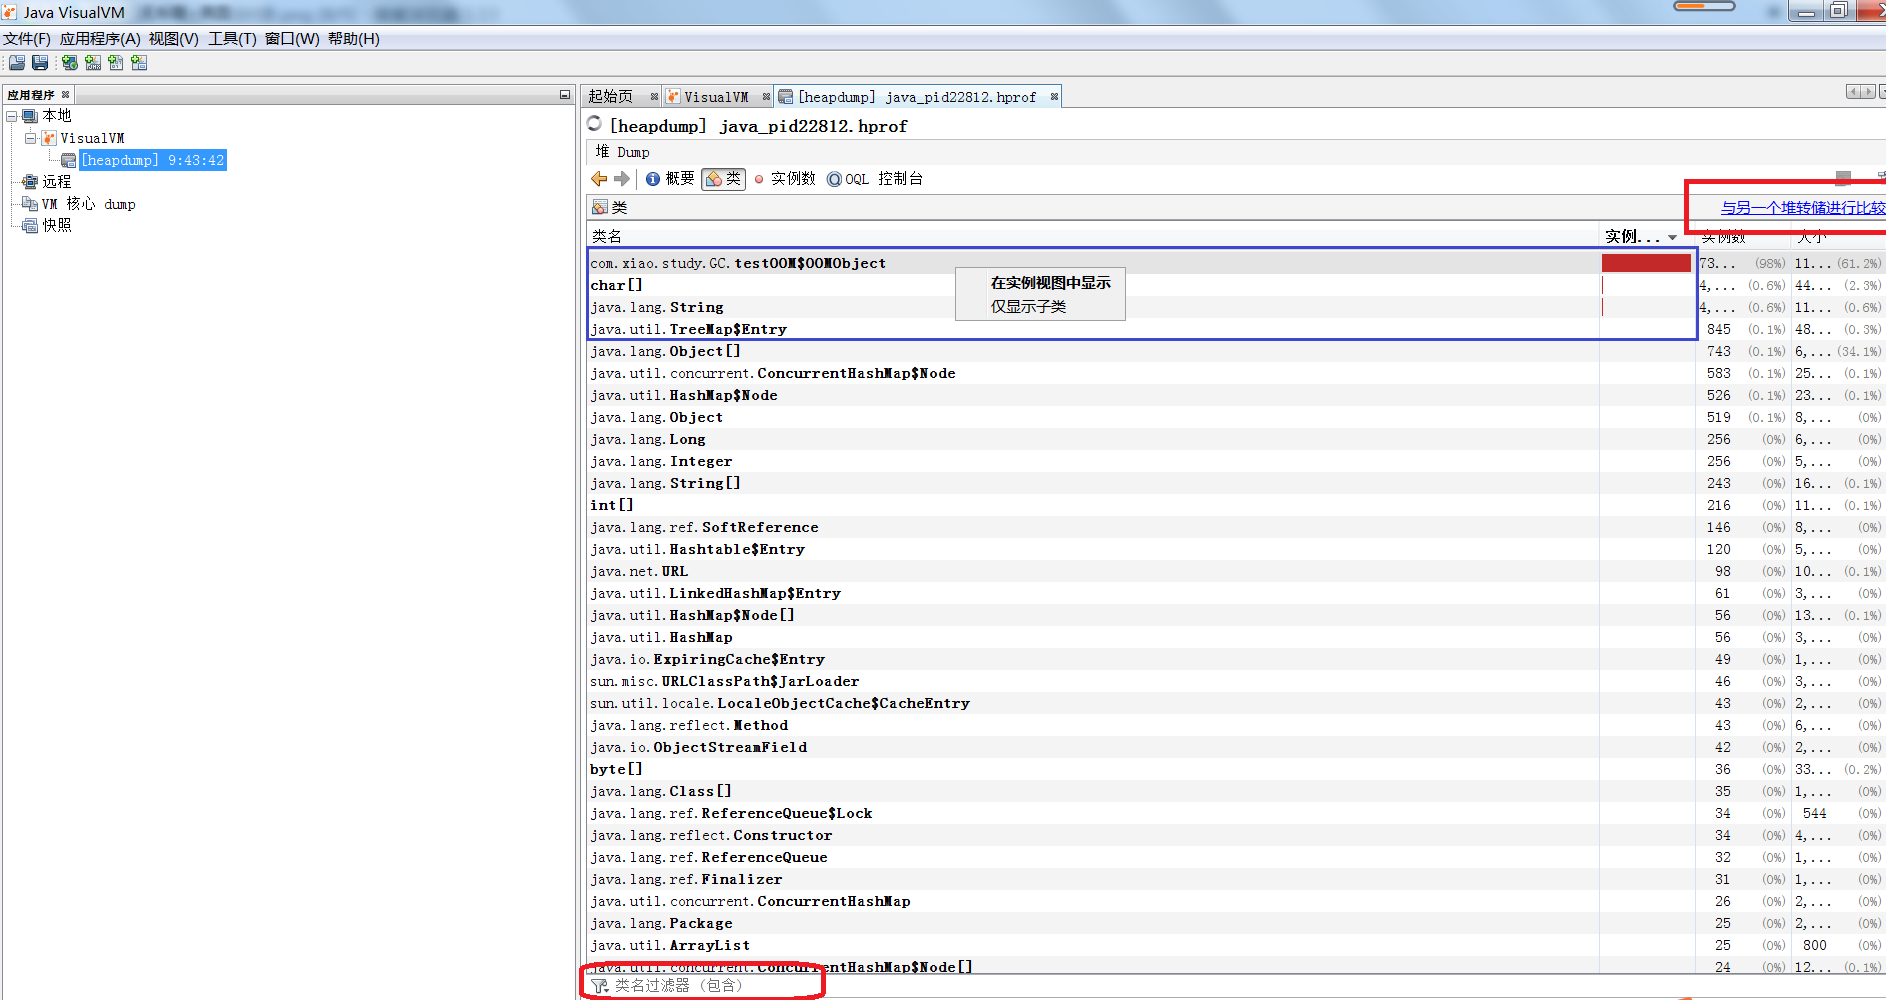 Java VisualVM
文件(F) 应用程序(A) 视图(V) 工具(T) 窗口(W) 帮助(H)
应用程序
本地
VisualVM
[heapdump] 9:43:42
远程
VM 核心 dump
快照
起始页 VisualVM [heapdump] java_pid22812.hprof
[heapdump] java_pid22812.hprof
堆 Dump
概要 类 实例数 OQL 控制台
类 与另一个堆转储进行比较
类名 实例... 实例数 大小
com.xiao.study.GC.testOOM$OOMObject 73... (98%) 11... (61.2%)
在实例视图中显示
仅显示子类
char[] 4,... (0.6%) 44... (2.3%)
java.lang.String 4,... (0.6%) 11... (0.6%)
java.util.TreeMap$Entry 845 (0.1%) 48... (0.3%)
java.lang.Object[] 743 (0.1%) 6,... (34.1%)
java.util.concurrent.ConcurrentHashMap$Node 583 (0.1%) 25... (0.1%)
java.util.HashMap$Node 526 (0.1%) 23... (0.1%)
java.lang.Object 519 (0.1%) 8,... (0%)
java.lang.Long 256 (0%) 6,... (0%)
java.lang.Integer 256 (0%) 5,... (0%)
java.lang.String[] 243 (0%) 16... (0.1%)
int[] 216 (0%) 11... (0.1%)
java.lang.ref.SoftReference 146 (0%) 8,... (0%)
java.util.Hashtable$Entry 120 (0%) 5,... (0%)
java.net.URL 98 (0%) 10... (0.1%)
java.util.LinkedHashMap$Entry 61 (0%) 3,... (0%)
java.util.HashMap$Node[] 56 (0%) 13... (0.1%)
java.util.HashMap 56 (0%) 3,... (0%)
java.io.ExpiringCache$Entry 49 (0%) 1,... (0%)
sun.misc.URLClassPath$JarLoader 46 (0%) 3,... (0%)
sun.util.locale.LocaleObjectCache$CacheEntry 43 (0%) 2,... (0%)
java.lang.reflect.Method 43 (0%) 6,... (0%)
java.io.ObjectStreamField 42 (0%) 2,... (0%)
byte[] 36 (0%) 33... (0.2%)
java.lang.Class[] 35 (0%) 1,... (0%)
java.lang.ref.ReferenceQueue$Lock 34 (0%) 544 (0%)
java.lang.reflect.Constructor 34 (0%) 4,... (0%)
java.lang.ref.ReferenceQueue 32 (0%) 1,... (0%)
java.lang.ref.Finalizer 31 (0%) 1,... (0%)
java.util.concurrent.ConcurrentHashMap 26 (0%) 2,... (0%)
java.lang.Package 25 (0%) 2,... (0%)
java.util.ArrayList 25 (0%) 800 (0%)
java.util.concurrent.ConcurrentHashMap$Node[] 24 (0%) 12... (0.1%)
类名过滤器 (包含)